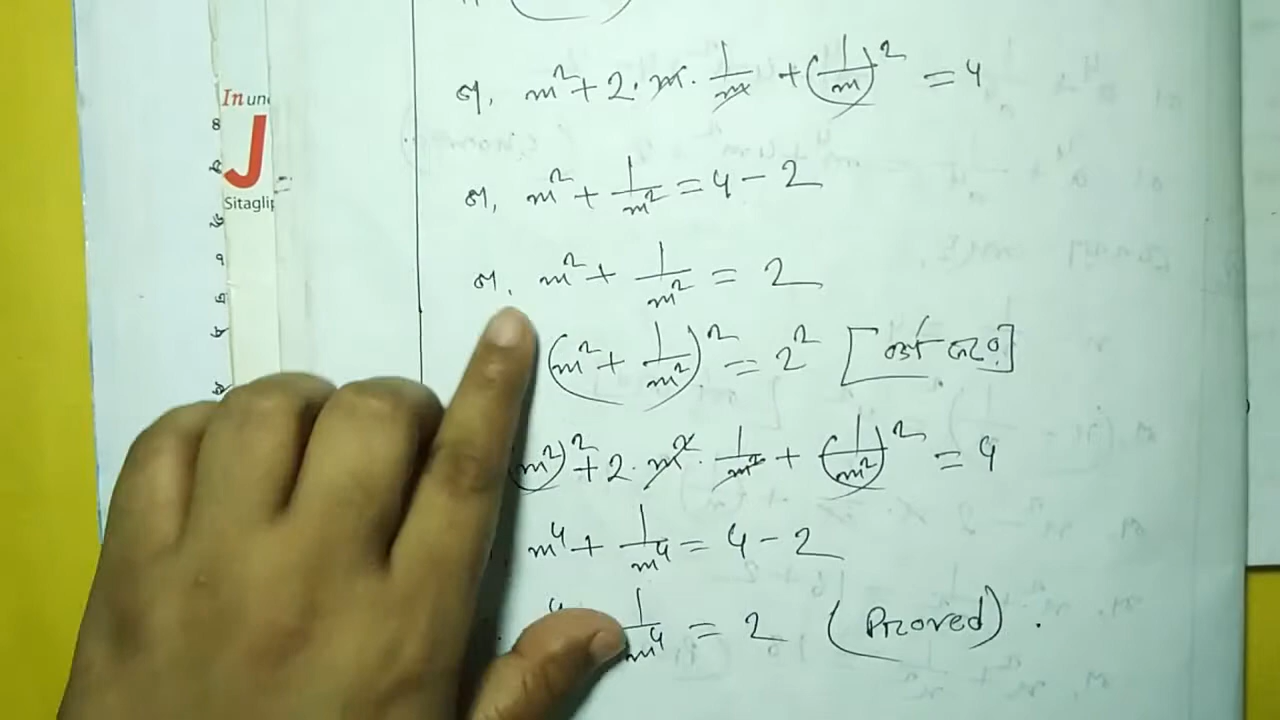 In un
J
Sitaglip
বা, m² + 2. m. 1/m + (1/m)² = 4
বা, m² + 1/m² = 4 - 2
বা, m² + 1/m² = 2
(m² + 1/m²)² = 2² [বর্গ করে]
(m²)² + 2. m². 1/m² + (1/m²)² = 4
m⁴ + 1/m⁴ = 4 - 2
1/m⁴ = 2 (Proved).